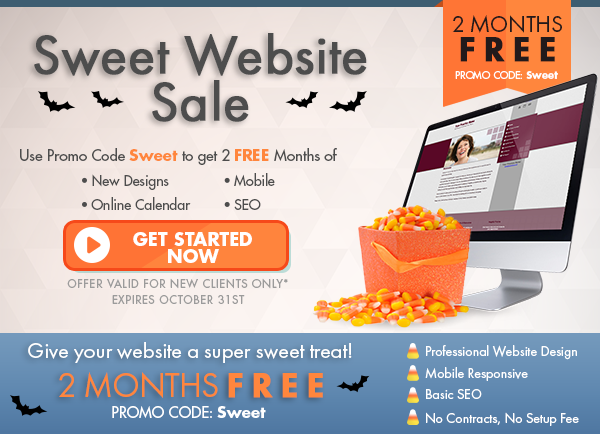 Sweet Website
Sale
2 MONTHS
FREE
PROMO CODE: Sweet
Use Promo Code Sweet to get 2 FREE Months of
• New Designs
• Mobile
• Online Calendar
• SEO
GET STARTED
NOW
OFFER VALID FOR NEW CLIENTS ONLY*
EXPIRES OCTOBER 31ST
Give your website a super sweet treat!
2 MONTHS FREE
PROMO CODE: Sweet
Professional Website Design
Mobile Responsive
Basic SEO
No Contracts, No Setup Fee